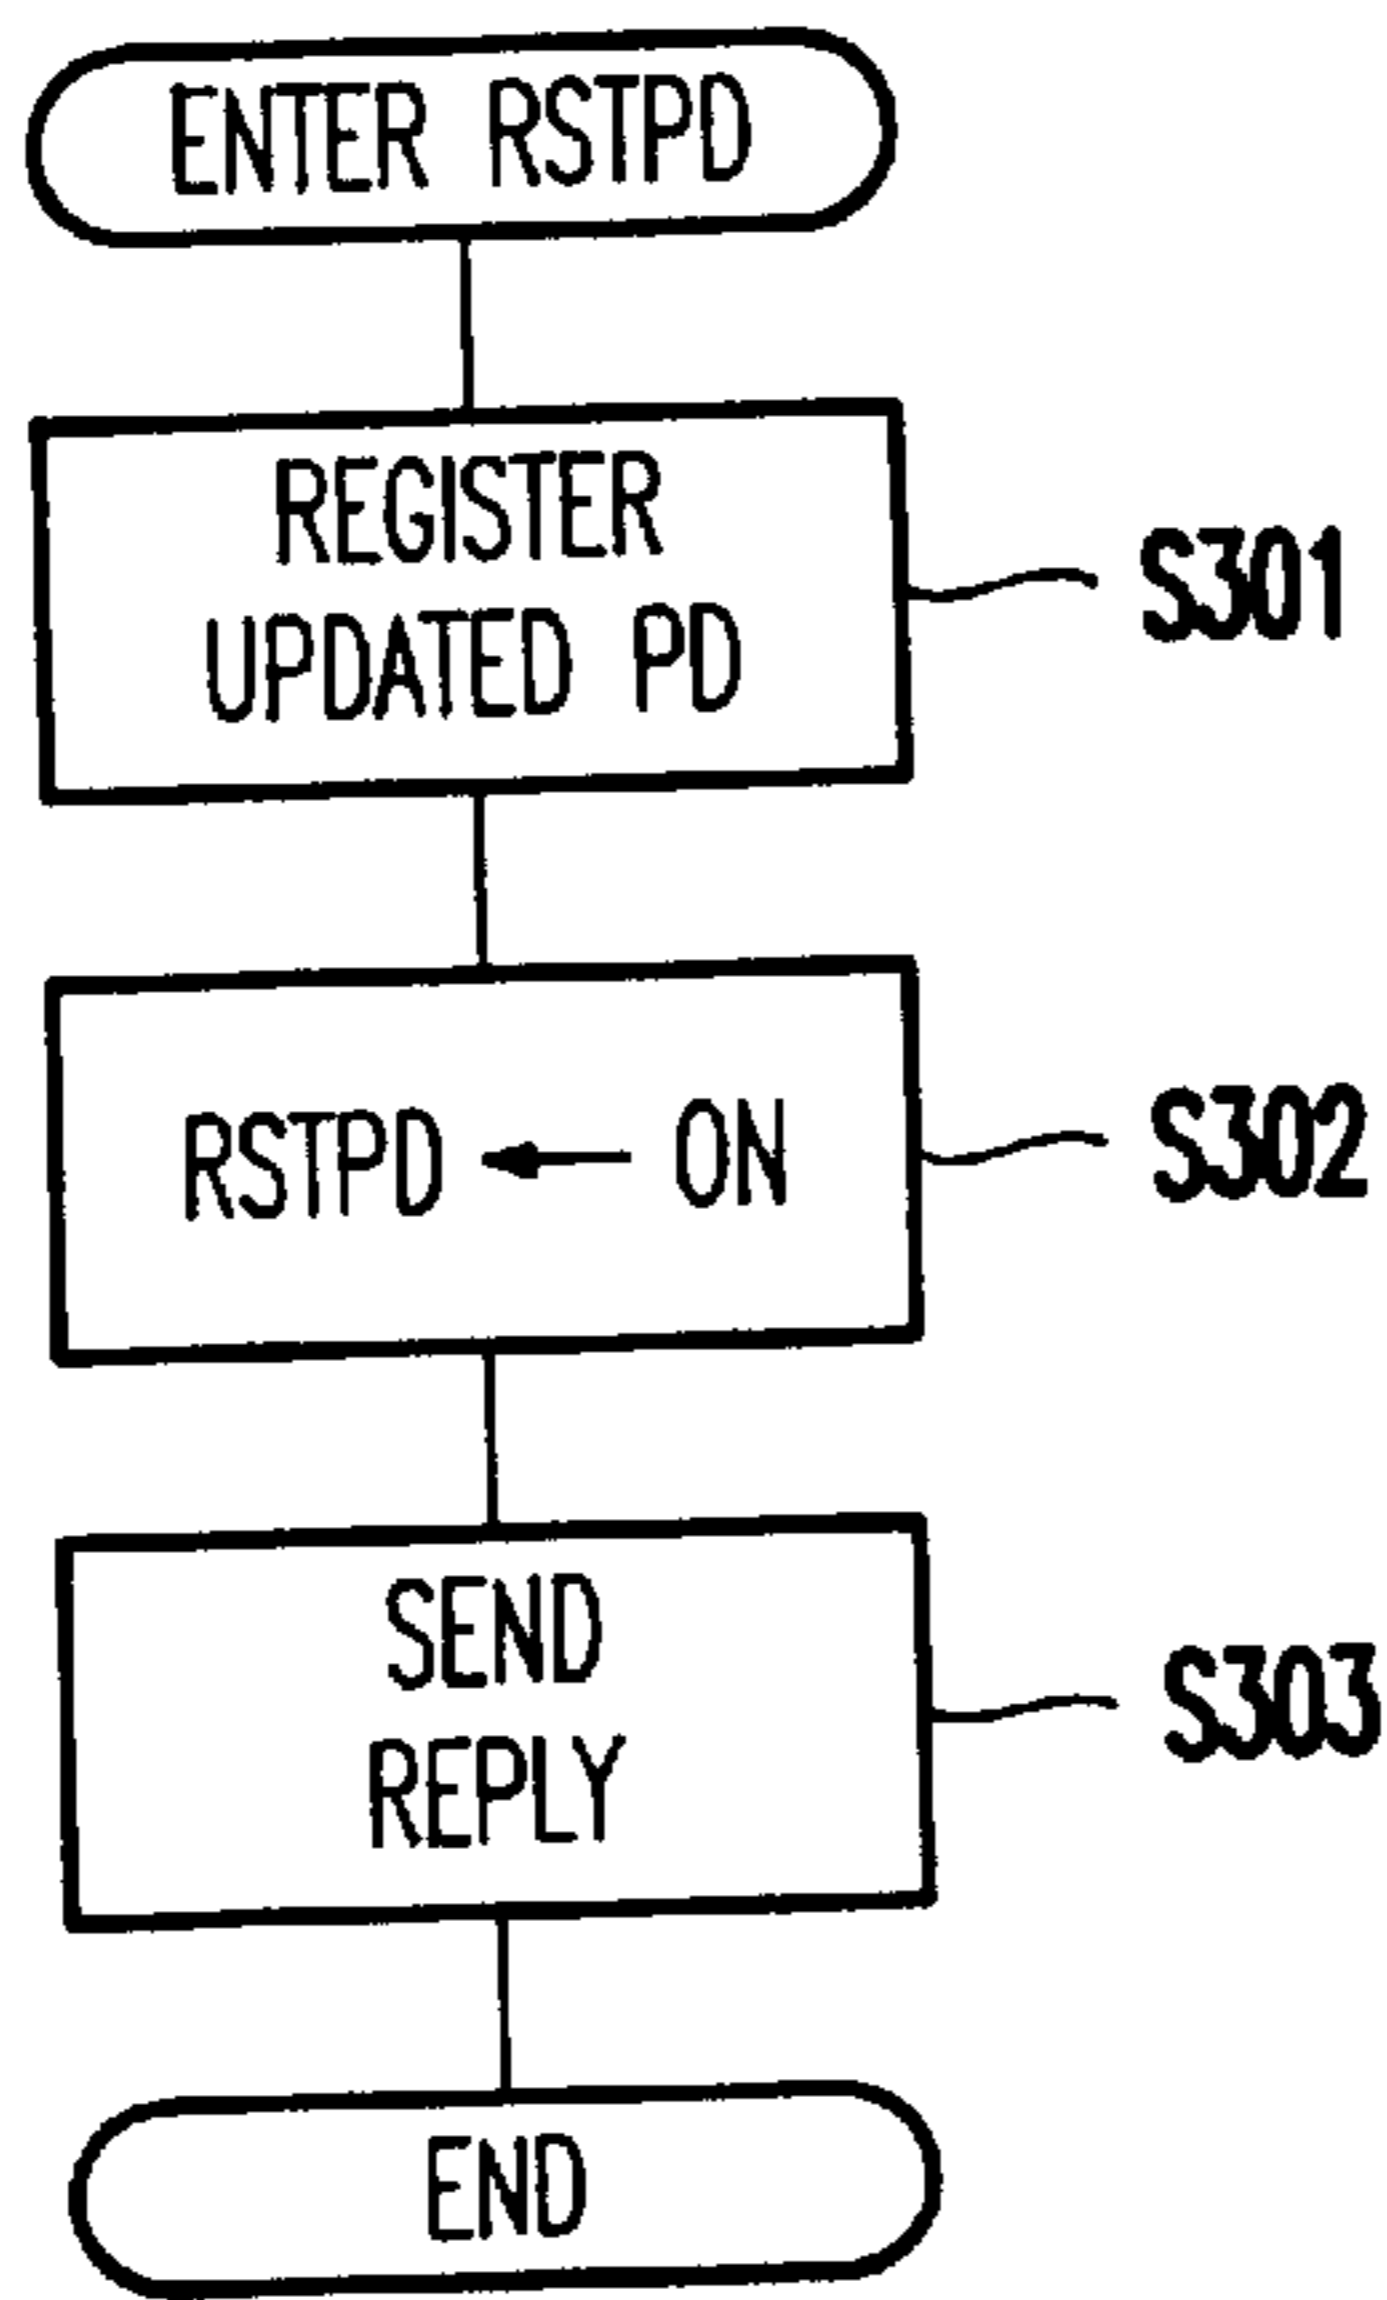 ENTER RSTPD
REGISTER
UPDATED PD
S301
RSTPD ← ON
S302
SEND
REPLY
S303
END